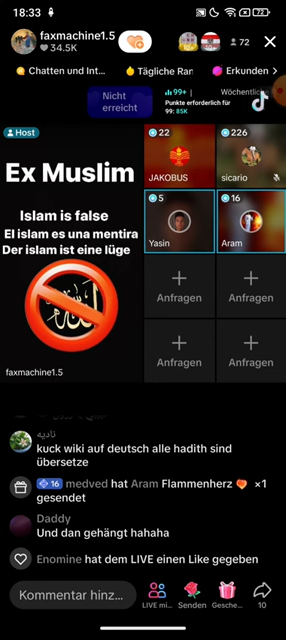 18:33
72
faxmachine1.5
34.5K
72
Chatten und Int...
Tägliche Ran
Erkunden
Nicht
erreicht
99+
Wöchentlich
Punkte erforderlich für
99: 85K
Host
Ex Muslim
Islam is false
El islam es una mentira
Der islam ist eine lüge
الله
faxmachine1.5
22
JAKOBUS
226
sicario
5
Yasin
16
Aram
Anfragen
Anfragen
Anfragen
Anfragen
ناديه
kuck wiki auf deutsch alle hadith sind
übersetze
16 medved hat Aram Flammenherz ×1
gesendet
Daddy
Und dan gehängt hahaha
Enomine hat dem LIVE einen Like gegeben
Kommentar hinz...
LIVE mi...
Senden
Gesche...
10